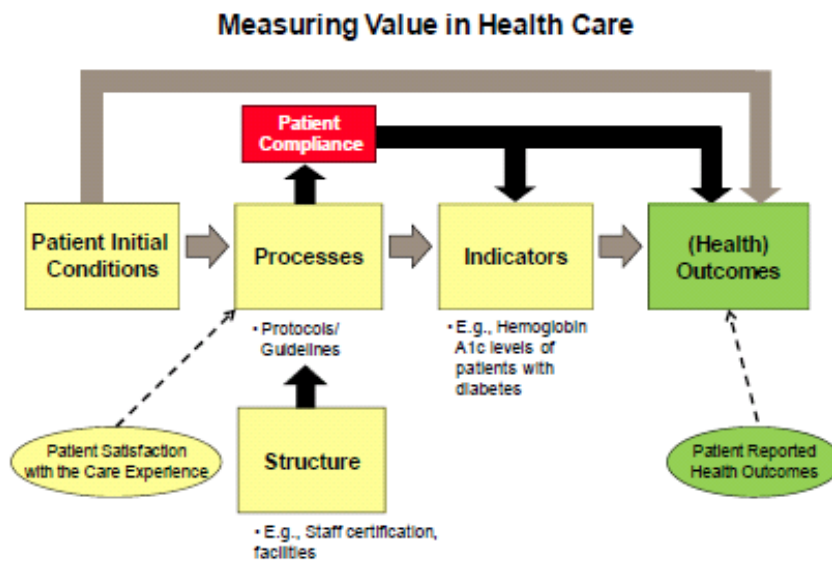 Measuring Value in Health Care
Patient
Compliance
Patient Initial
Conditions
Processes
Indicators
(Health)
Outcomes
• Protocols/
Guidelines
• E.g., Hemoglobin
A1c levels of
patients with
diabetes
Patient Satisfaction
with the Care Experience
Structure
Patient Reported
Health Outcomes
• E.g., Staff certification,
facilities